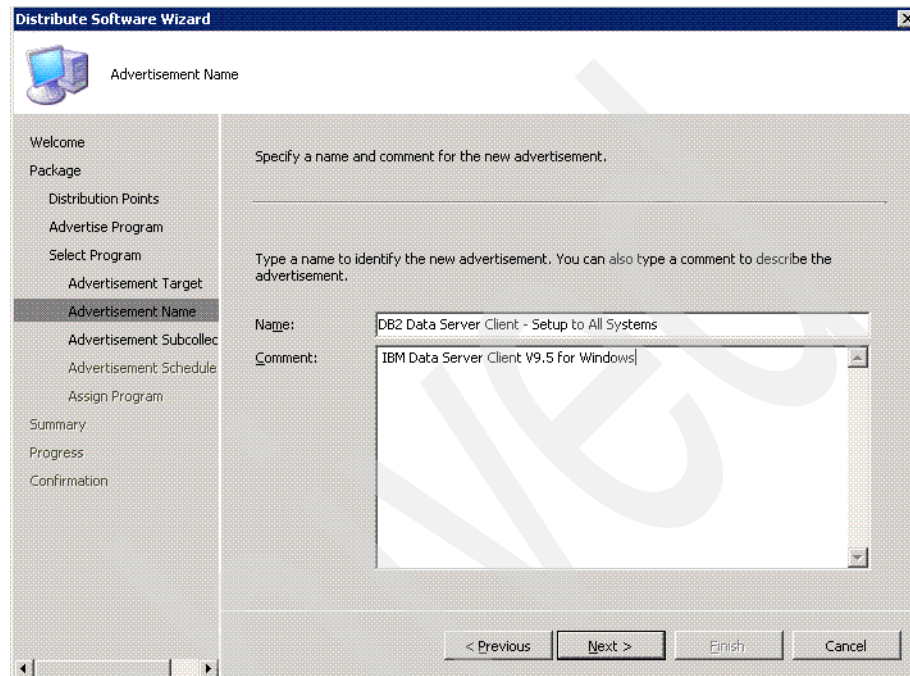 Distribute Software Wizard
Advertisement Name
Welcome
Package
Distribution Points
Advertise Program
Select Program
Advertisement Target
Advertisement Name
Advertisement Subcollec
Advertisement Schedule
Assign Program
Summary
Progress
Confirmation
Specify a name and comment for the new advertisement.
Type a name to identify the new advertisement. You can also type a comment to describe the
advertisement.
Name: DB2 Data Server Client - Setup to All Systems
Comment: IBM Data Server Client V9.5 for Windows
< Previous Next > Finish Cancel